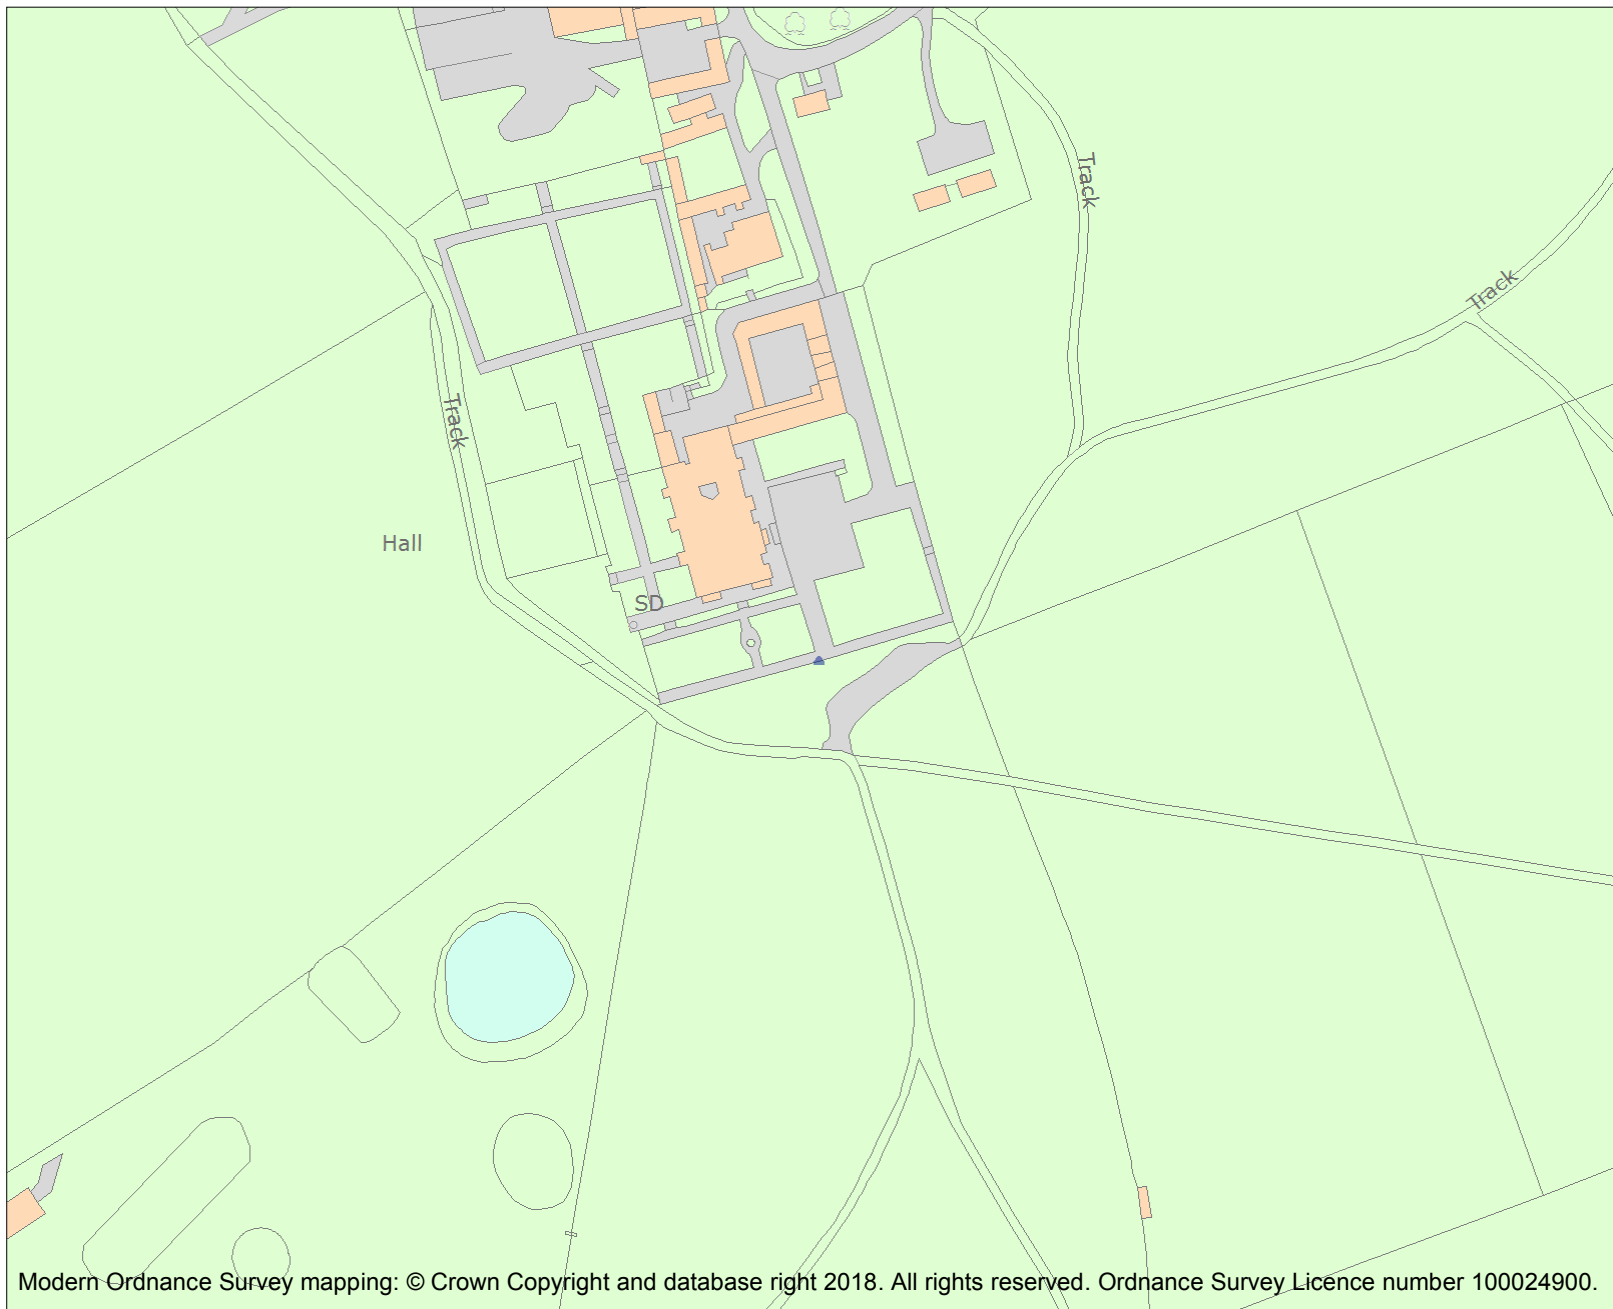 Track
Track
Track
Hall
SD
Modern Ordnance Survey mapping: © Crown Copyright and database right 2018. All rights reserved. Ordnance Survey Licence number 100024900.